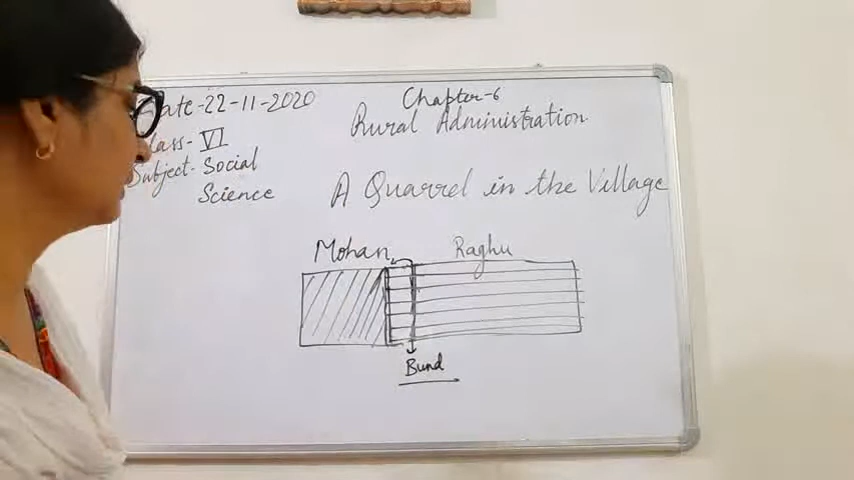 ate-22-11-2020
lass-VI
Subject-Social
Science
Chapter-6
Rural Administration
A Quarrel in the Village
Mohan
Raghu
Bund